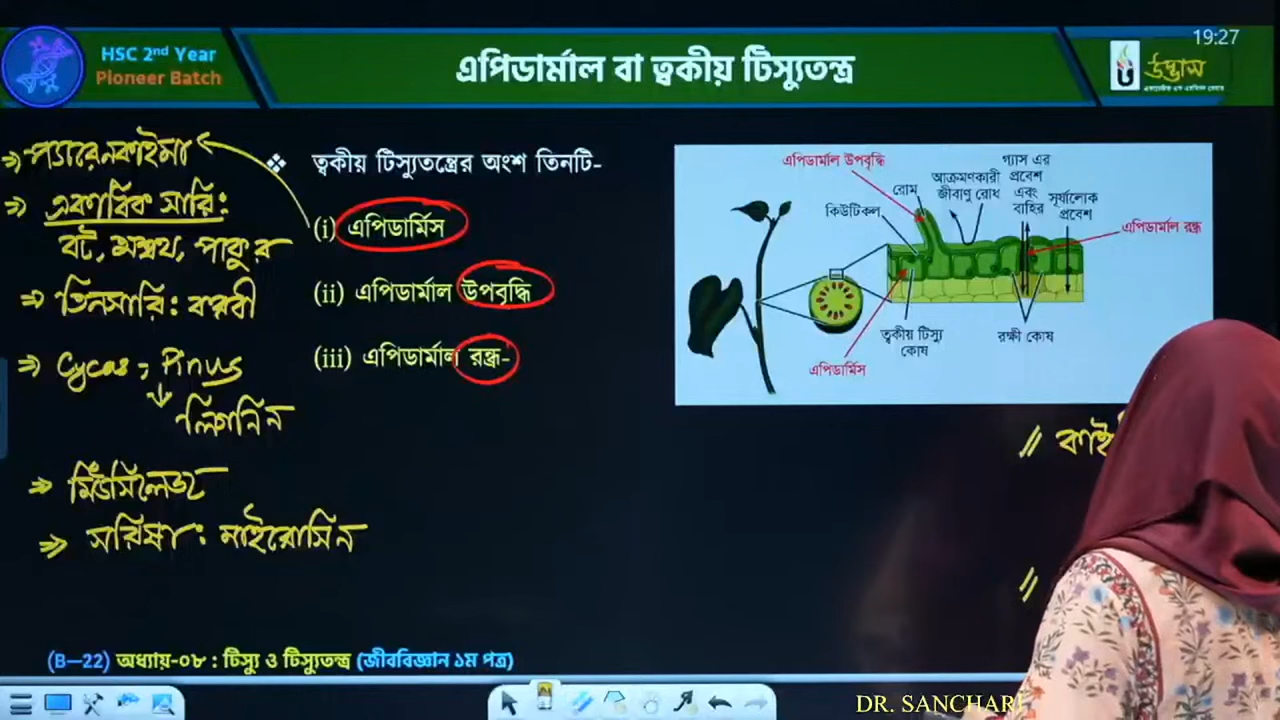 19:27
HSC 2nd Year
Pioneer Batch
এপিডার্মাল বা ত্বকীয় টিস্যুতন্ত্র
উদ্ভাস
⇒ প্যারেনকাইমা
⇒ একাধিক সারি:
বট, অশ্বথ, পাকুর
⇒ তিনসারি: করবী
⇒ Cycas, Pinus
↓
লিগনিন
⇒ মিউসিলেজ
⇒ সরিষা: মাইরোসিন
❖ ত্বকীয় টিস্যুতন্ত্রের অংশ তিনটি-
(i) এপিডার্মিস
(ii) এপিডার্মাল উপবৃদ্ধি
(iii) এপিডার্মাল রন্ধ্র-
এপিডার্মাল উপবৃদ্ধি
রোম
কিউটিকল
আক্রমণকারী
জীবাণু রোধ
গ্যাস এর
প্রবেশ
এবং
বাহির
সূর্যালোক
প্রবেশ
এপিডার্মাল রন্ধ্র
ত্বকীয় টিস্যু
কোষ
রক্ষী কোষ
এপিডার্মিস
//
//
(B–22) অধ্যায়-০৮ : টিস্যু ও টিস্যুতন্ত্র (জীববিজ্ঞান ১ম পত্র)
DR. SANCHARI